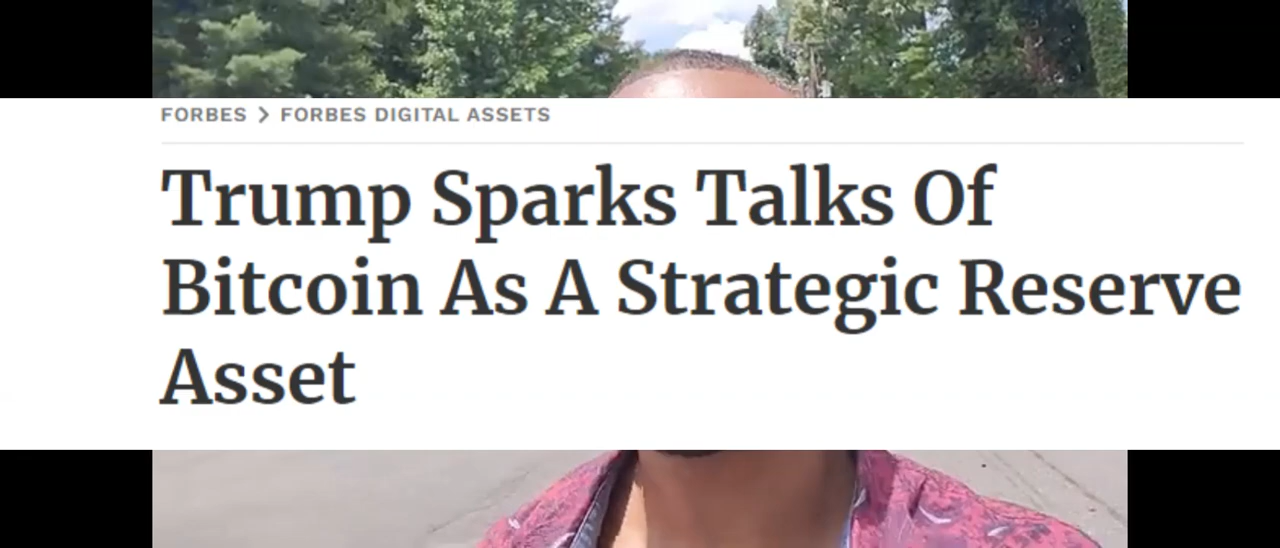 FORBES > FORBES DIGITAL ASSETS
Trump Sparks Talks Of
Bitcoin As A Strategic Reserve
Asset